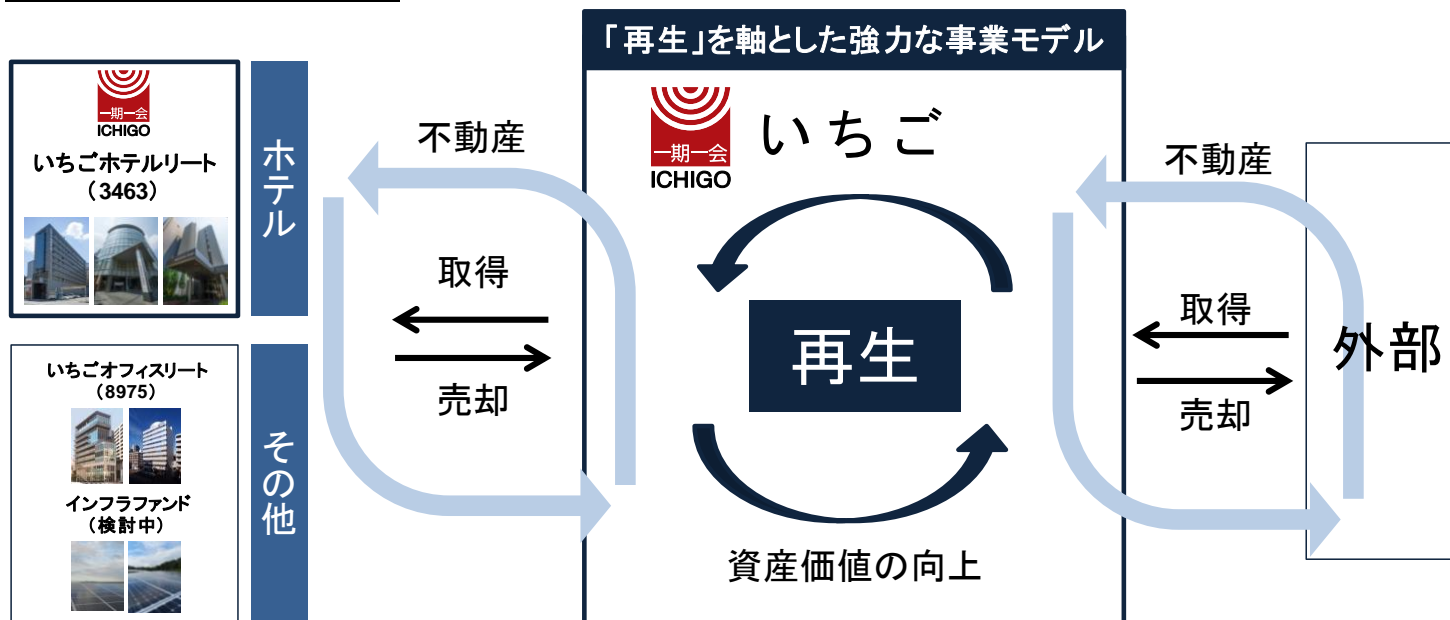 「再生」を軸とした強力な事業モデル
一期一会
ICHIGO
いちごホテルリート
（3463）
ホテル
いちごオフィスリート
（8975）
インフラファンド
（検討中）
その他
不動産
取得
売却
一期一会
ICHIGO
いちご
再生
資産価値の向上
不動産
取得
売却
外部